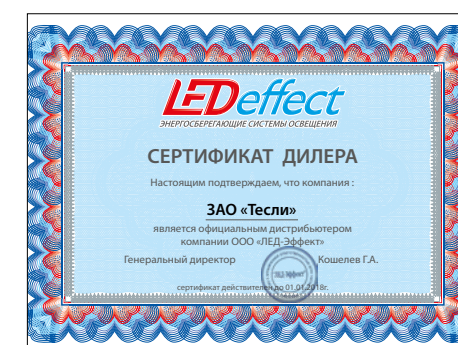 LEDeffect
ЭНЕРГОСБЕРЕГАЮЩИЕ СИСТЕМЫ ОСВЕЩЕНИЯ
СЕРТИФИКАТ ДИЛЕРА
Настоящим подтверждаем, что компания :
ЗАО «Тесли»
является официальным дистрибьютером
компании ООО «ЛЕД-Эффект»
Генеральный директор Кошелев Г.А.
сертификат действителен до 01.01.2018г.